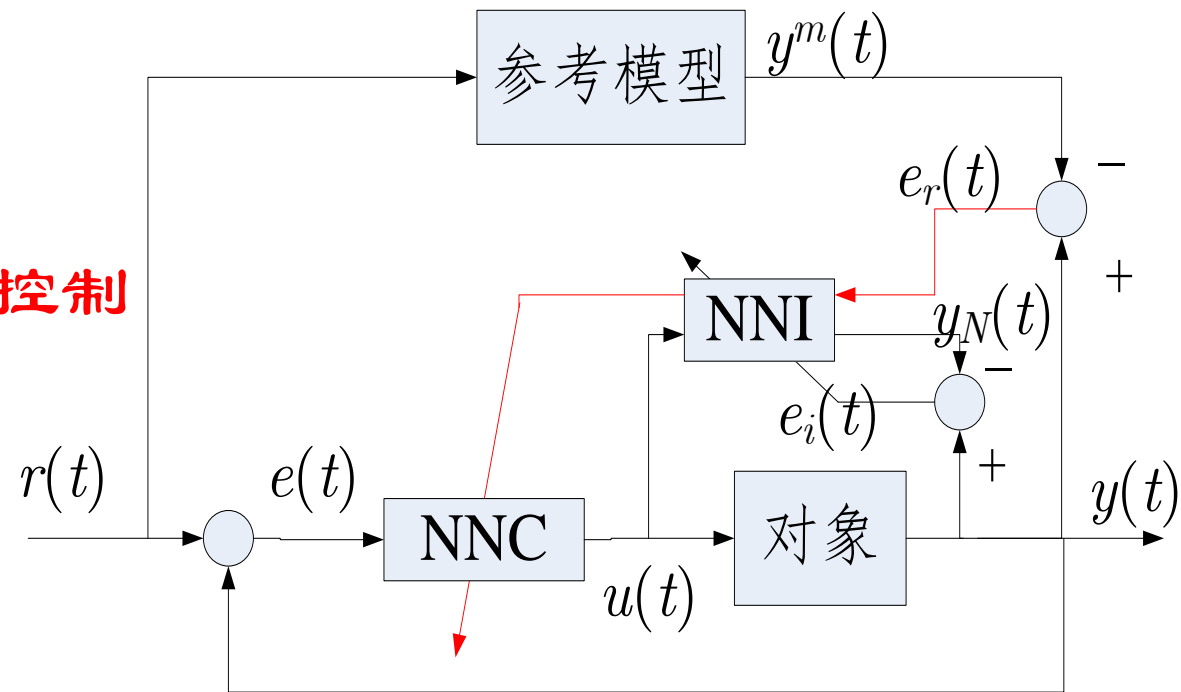 参考模型
y^m(t)
−
e_r(t)
+
控制
NNI
y_N(t)
−
e_i(t)
+
r(t)
e(t)
NNC
u(t)
对象
y(t)